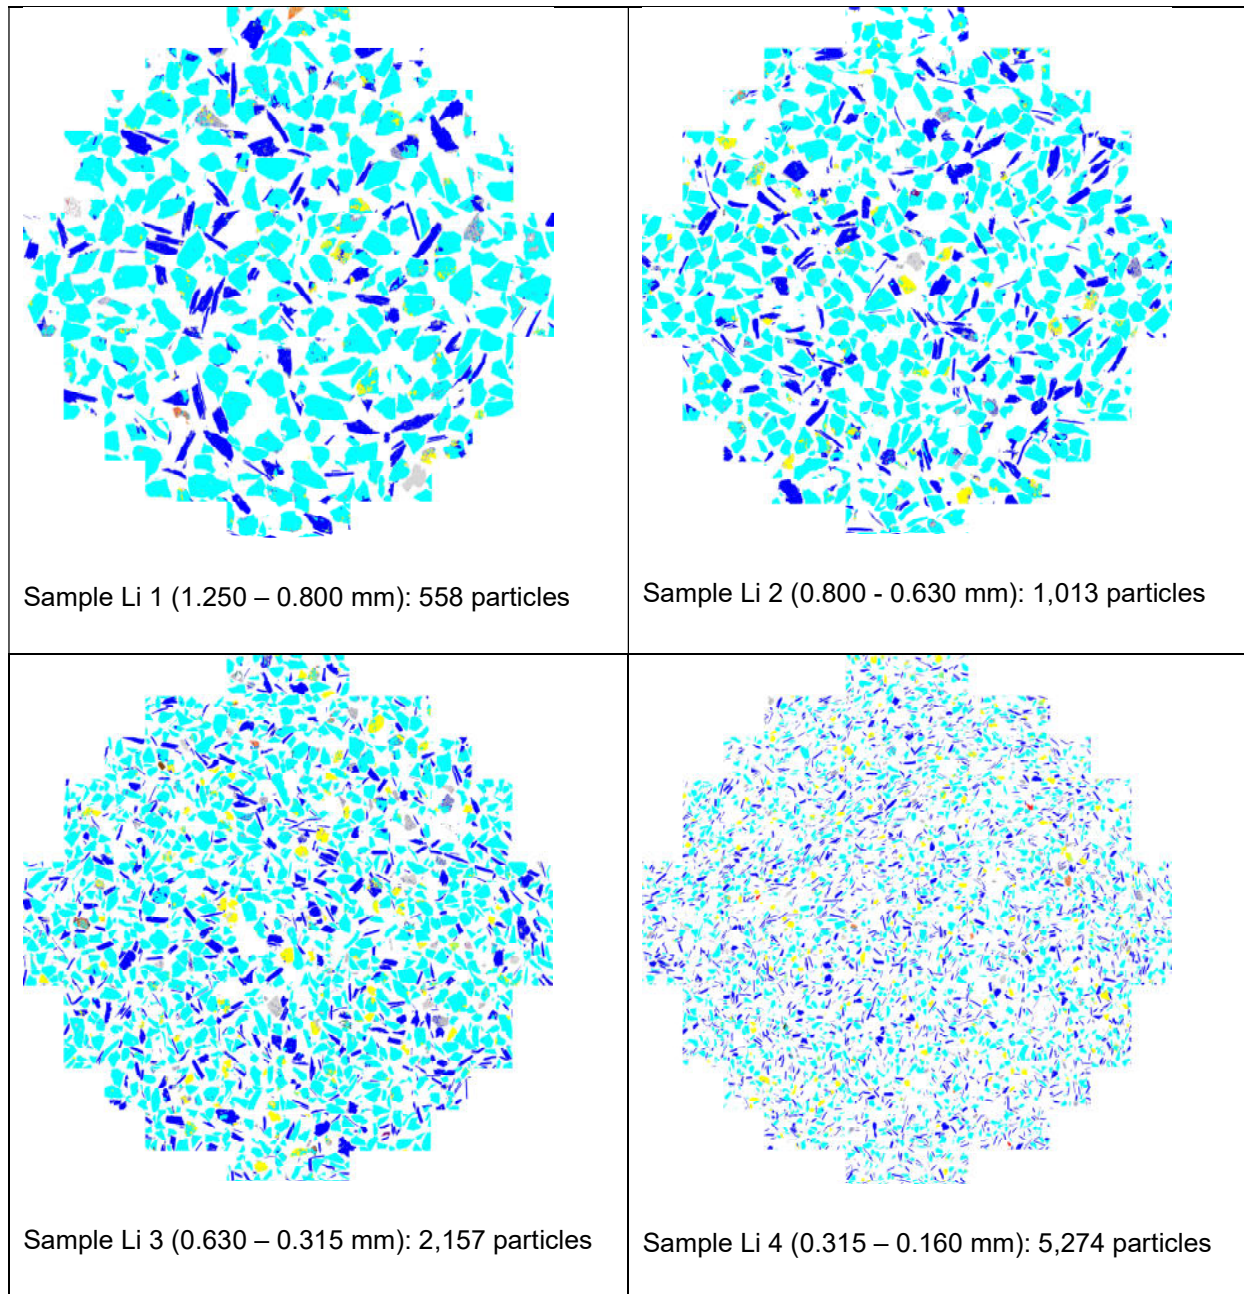 Sample Li 1 (1.250 – 0.800 mm): 558 particles
Sample Li 2 (0.800 - 0.630 mm): 1,013 particles
Sample Li 3 (0.630 – 0.315 mm): 2,157 particles
Sample Li 4 (0.315 – 0.160 mm): 5,274 particles